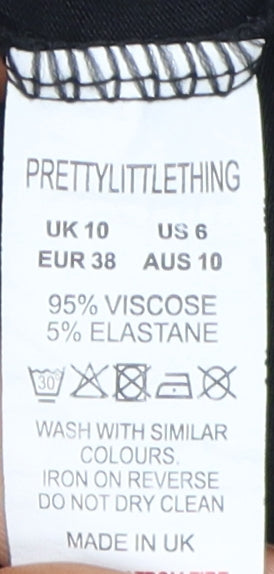 PRETTYLITTLETHING
UK 10 US 6
EUR 38 AUS 10
95% VISCOSE
5% ELASTANE
30°
WASH WITH SIMILAR
COLOURS.
IRON ON REVERSE
DO NOT DRY CLEAN
MADE IN UK